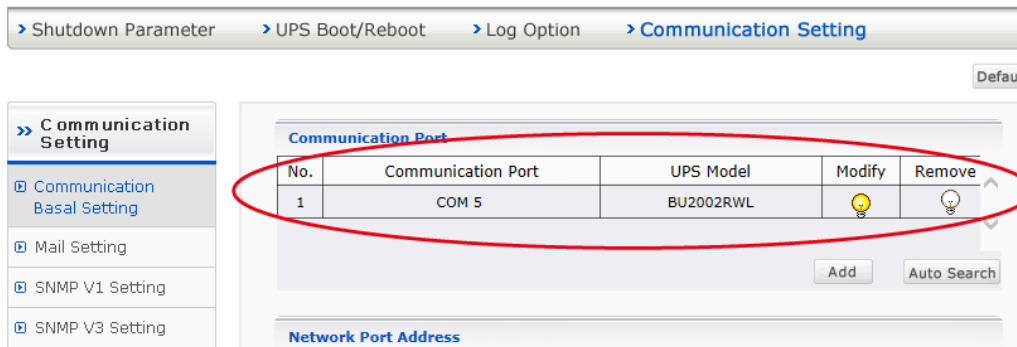 Shutdown Parameter UPS Boot/Reboot Log Option Communication Setting
Defau
Communication
Setting
Communication
Basal Setting
Mail Setting
SNMP V1 Setting
SNMP V3 Setting
Communication Port
No. Communication Port UPS Model Modify Remove
1 COM 5 BU2002RWL
Add Auto Search
Network Port Address